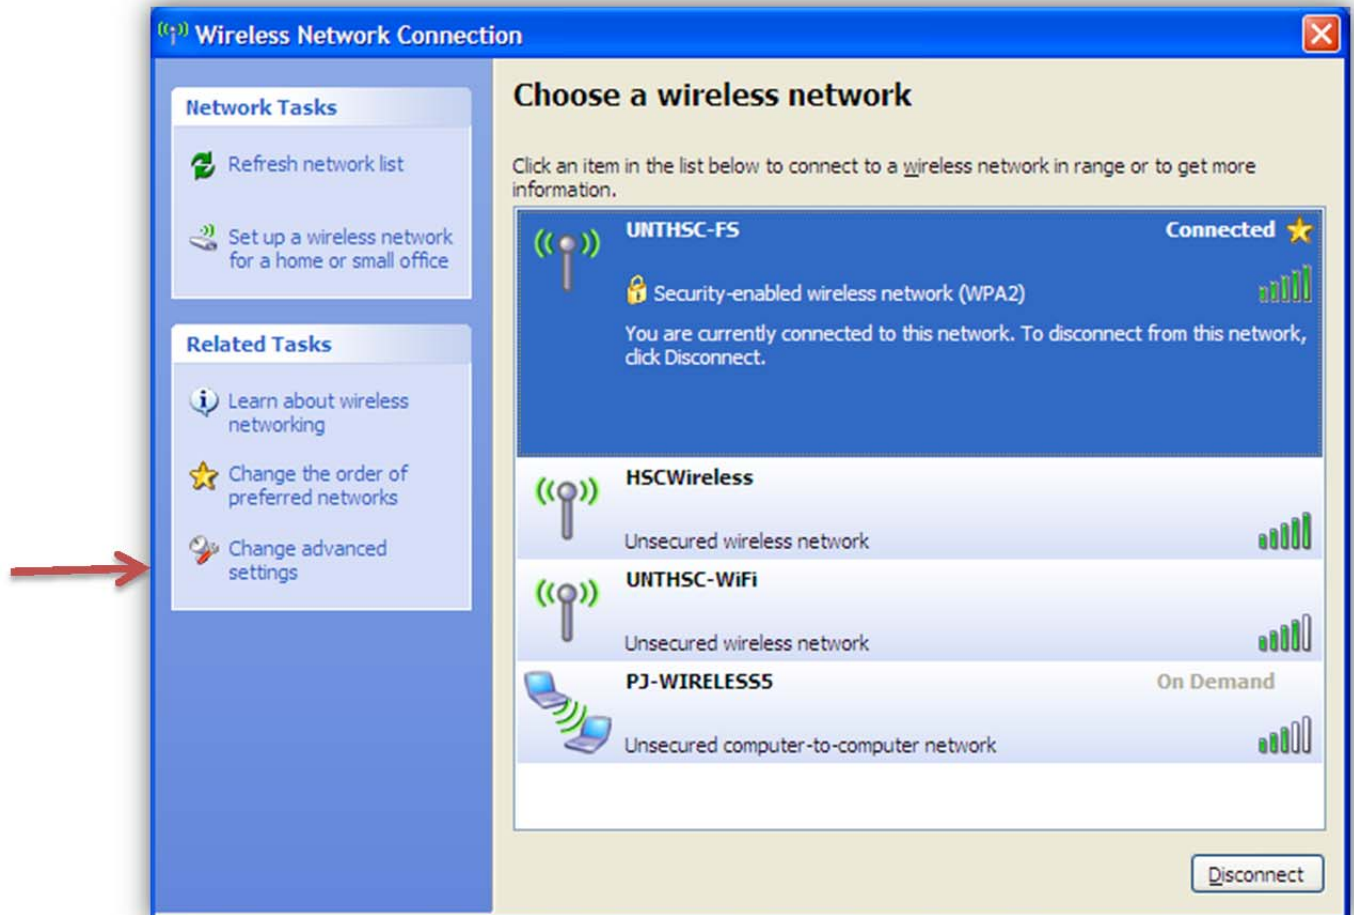 Wireless Network Connection
Network Tasks
Refresh network list
Set up a wireless network
for a home or small office
Related Tasks
Learn about wireless
networking
Change the order of
preferred networks
Change advanced
settings
Choose a wireless network
Click an item in the list below to connect to a wireless network in range or to get more
information.
UNTHSC-FS
Connected
Security-enabled wireless network (WPA2)
You are currently connected to this network. To disconnect from this network,
click Disconnect.
HSCWireless
Unsecured wireless network
UNTHSC-WiFi
Unsecured wireless network
PJ-WIRELESS5
On Demand
Unsecured computer-to-computer network
Disconnect